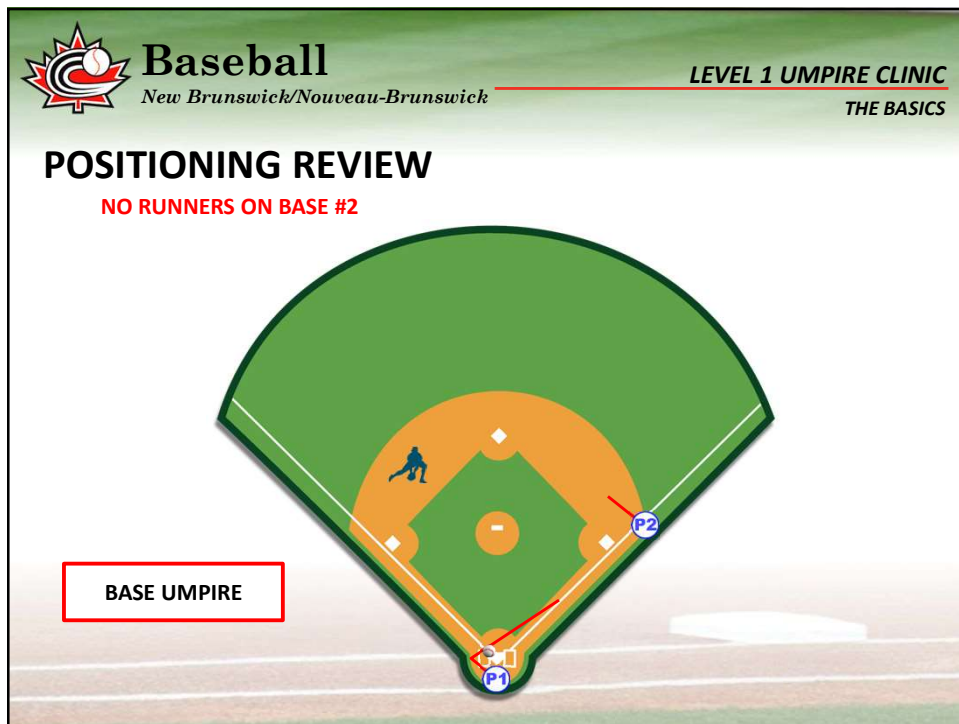 Baseball
New Brunswick/Nouveau-Brunswick
LEVEL 1 UMPIRE CLINIC
THE BASICS
POSITIONING REVIEW
NO RUNNERS ON BASE #2
P2
BASE UMPIRE
P1